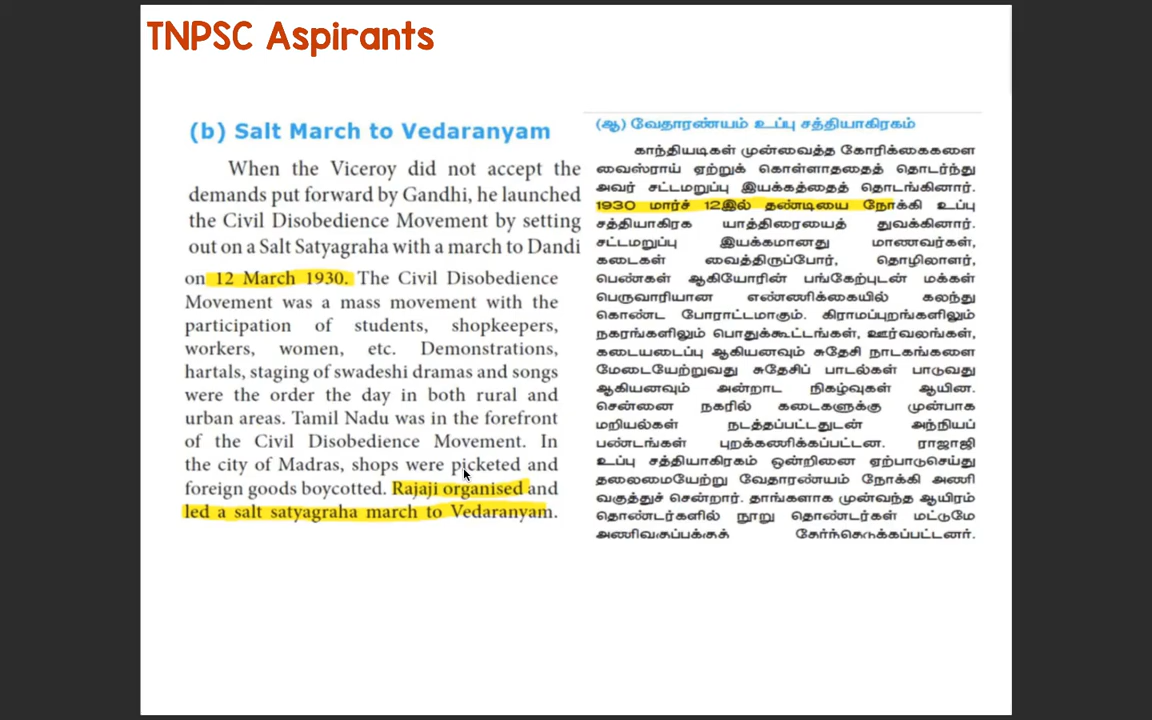 TNPSC Aspirants
(b) Salt March to Vedaranyam
When the Viceroy did not accept the
demands put forward by Gandhi, he launched
the Civil Disobedience Movement by setting
out on a Salt Satyagraha with a march to Dandi
on 12 March 1930. The Civil Disobedience
Movement was a mass movement with the
participation of students, shopkeepers,
workers, women, etc. Demonstrations,
hartals, staging of swadeshi dramas and songs
were the order the day in both rural and
urban areas. Tamil Nadu was in the forefront
of the Civil Disobedience Movement. In
the city of Madras, shops were picketed and
foreign goods boycotted. Rajaji organised and
led a salt satyagraha march to Vedaranyam.
(ஆ) வேதாரண்யம் உப்பு சத்தியாகிரகம்
காந்தியடிகள் முன்வைத்த கோரிக்கைகளை
வைஸ்ராய் ஏற்றுக் கொள்ளாததைத் தொடர்ந்து
அவர் சட்டமறுப்பு இயக்கத்தைத் தொடங்கினார்.
1930 மார்ச் 12இல் தண்டியை நோக்கி உப்பு
சத்தியாகிரக யாத்திரையைத் துவக்கினார்.
சட்டமறுப்பு இயக்கமானது மாணவர்கள்,
கடைகள் வைத்திருப்போர், தொழிலாளர்,
பெண்கள் ஆகியோரின் பங்கேற்புடன் மக்கள்
பெருவாரியான எண்ணிக்கையில் கலந்து
கொண்ட போராட்டமாகும். கிராமப்புறங்களிலும்
நகரங்களிலும் பொதுக்கூட்டங்கள், ஊர்வலங்கள்,
கடையடைப்பு ஆகியனவும் சுதேசி நாடகங்களை
மேடையேற்றுவது சுதேசிப் பாடல்கள் பாடுவது
ஆகியனவும் அன்றாட நிகழ்வுகள் ஆயின.
சென்னை நகரில் கடைகளுக்கு முன்பாக
மறியல்கள் நடத்தப்பட்டதுடன் அந்நியப்
பண்டங்கள் புறக்கணிக்கப்பட்டன. ராஜாஜி
உப்பு சத்தியாகிரகம் ஒன்றினை ஏற்பாடுசெய்து
தலைமையேற்று வேதாரண்யம் நோக்கி அணி
வகுத்துச் சென்றார். தாங்களாக முன்வந்த ஆயிரம்
தொண்டர்களில் நூறு தொண்டர்கள் மட்டுமே
அணிவகுப்பக்குத் தேர்ந்தெடுக்கப்பட்டனர்.